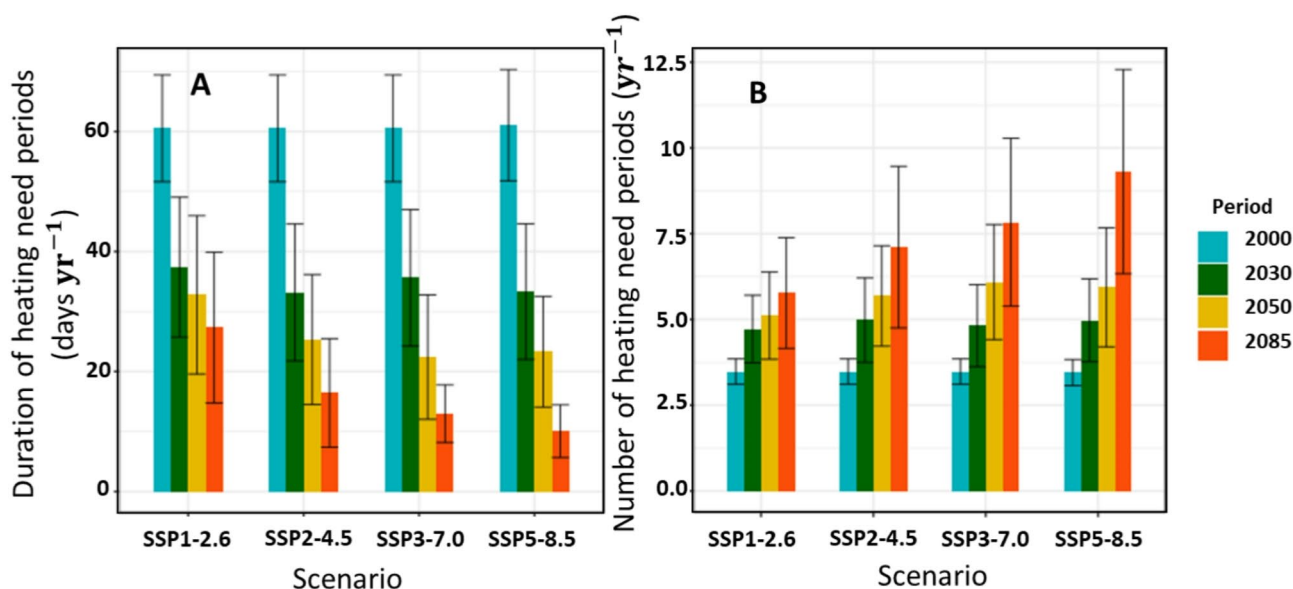 Duration of heating need periods
(days yr⁻¹)
A
60
40
20
0
SSP1-2.6 SSP2-4.5 SSP3-7.0 SSP5-8.5
Scenario
Number of heating need periods (yr⁻¹)
B
12.5
10
7.5
5.0
2.5
0.0
SSP1-2.6 SSP2-4.5 SSP3-7.0 SSP5-8.5
Scenario
Period
2000
2030
2050
2085